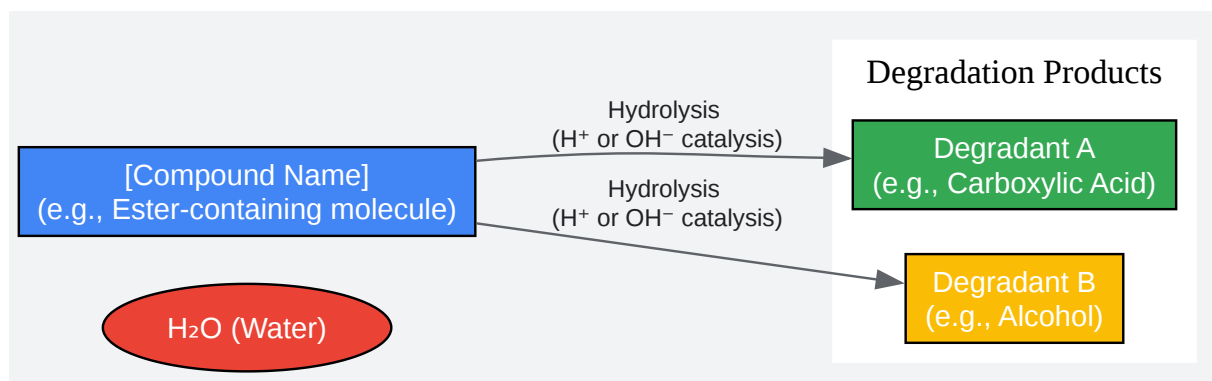 Degradation Products
Hydrolysis
(H⁺ or OH⁻ catalysis)
Degradant A
(e.g., Carboxylic Acid)
[Compound Name]
(e.g., Ester-containing molecule)
Hydrolysis
(H⁺ or OH⁻ catalysis)
Degradant B
(e.g., Alcohol)
H₂O (Water)